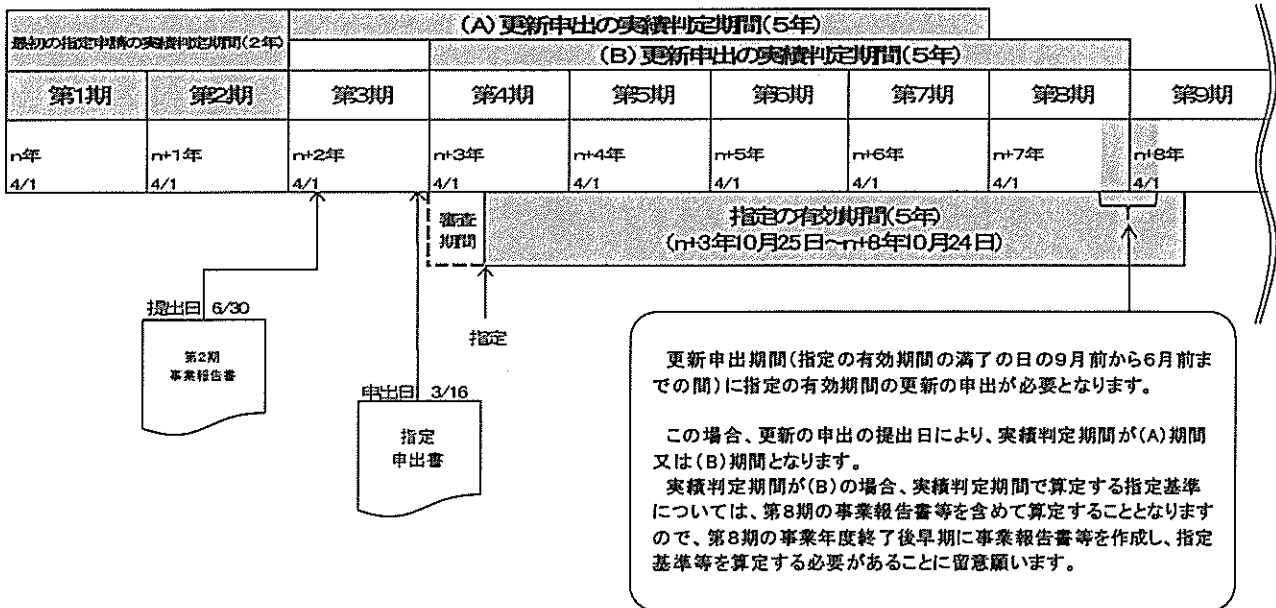 (A)更新申出の実績判定期間(5年)
最初の指定申請の実績判定期間(2年)
(B)更新申出の実績判定期間(5年)
第1期 第2期 第3期 第4期 第5期 第6期 第7期 第8期 第9期
n年 n+1年 n+2年 n+3年 n+4年 n+5年 n+6年 n+7年 n+8年
4/1 4/1 4/1 4/1 4/1 4/1 4/1 4/1 4/1
審査
期間
指定の有効期間(5年)
(n+3年10月25日~n+8年10月24日)
提出日 6/30
第2期
事業報告書
申出日 3/16
指定
申出書
指定
更新申出期間(指定の有効期間の満了の日の9月前から6月前ま
での間)に指定の有効期間の更新の申出が必要となります。
この場合、更新の申出の提出日により、実績判定期間が(A)期間
又は(B)期間となります。
実績判定期間が(B)の場合、実績判定期間で算定する指定基準
については、第8期の事業報告書等を含めて算定することとなります
ので、第8期の事業年度終了後早期に事業報告書等を作成し、指定
基準等を算定する必要があることに留意願います。